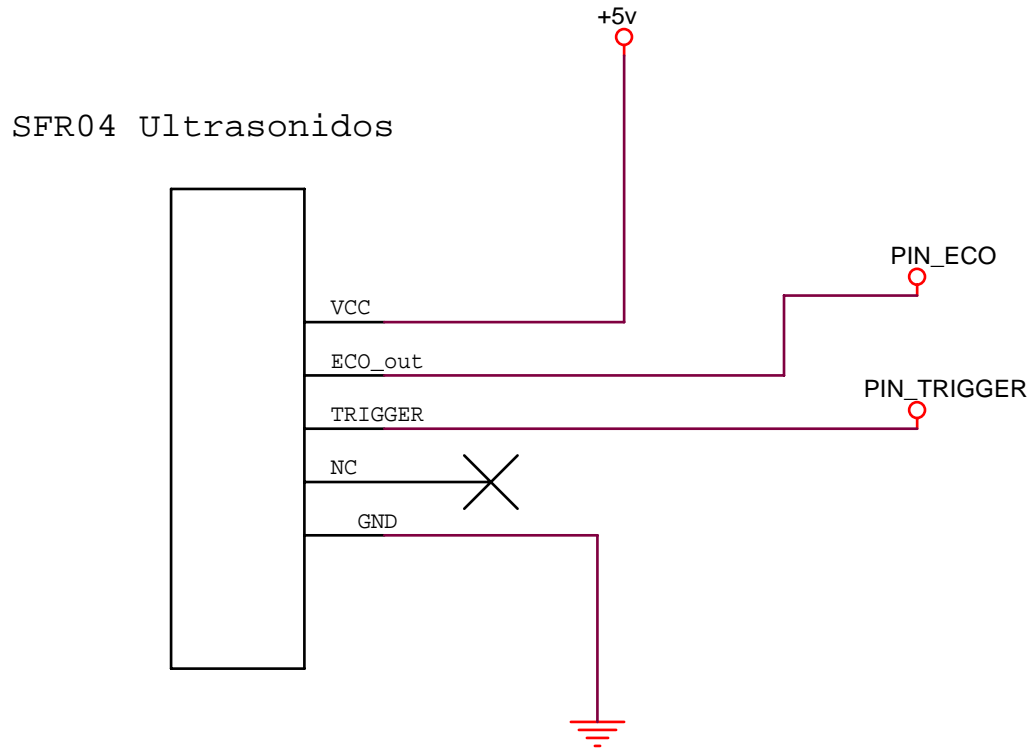 +5v
SFR04 Ultrasonidos
PIN_ECO
VCC
ECO_out
PIN_TRIGGER
TRIGGER
NC
GND